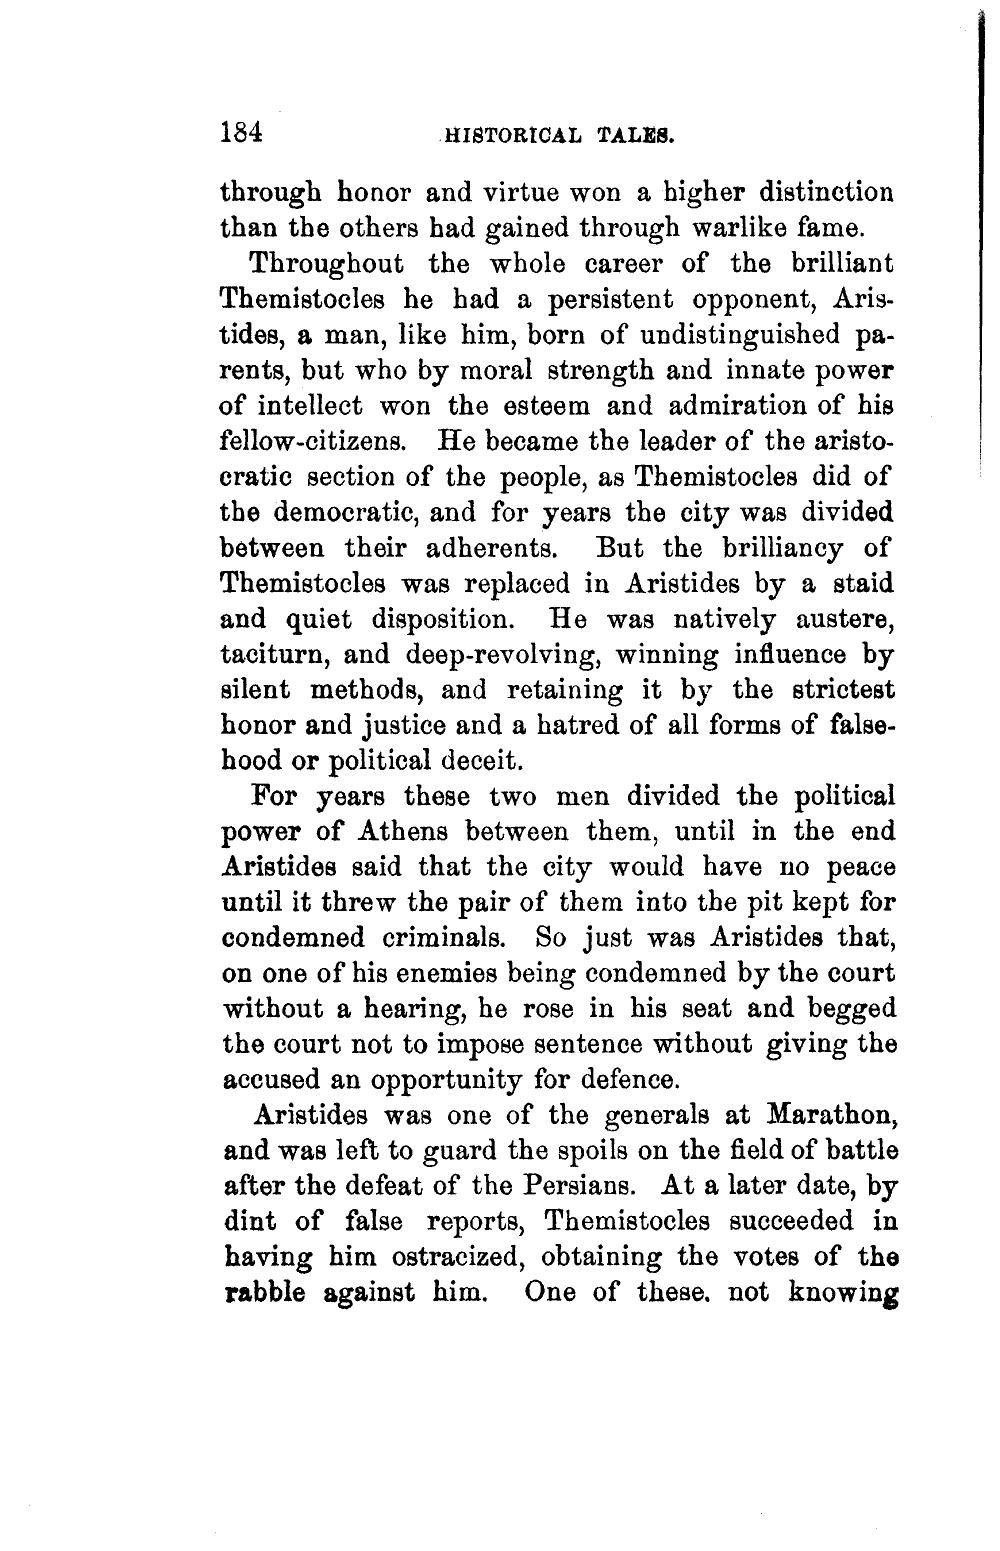 184 HISTORICAL TALES.
through honor and virtue won a higher distinction
than the others had gained through warlike fame.
Throughout the whole career of the brilliant
Themistocles he had a persistent opponent, Aris-
tides, a man, like him, born of undistinguished pa-
rents, but who by moral strength and innate power
of intellect won the esteem and admiration of his
fellow-citizens. He became the leader of the aristo-
cratic section of the people, as Themistocles did of
the democratic, and for years the city was divided
between their adherents. But the brilliancy of
Themistocles was replaced in Aristides by a staid
and quiet disposition. He was natively austere,
taciturn, and deep-revolving, winning influence by
silent methods, and retaining it by the strictest
honor and justice and a hatred of all forms of false-
hood or political deceit.
For years these two men divided the political
power of Athens between them, until in the end
Aristides said that the city would have no peace
until it threw the pair of them into the pit kept for
condemned criminals. So just was Aristides that,
on one of his enemies being condemned by the court
without a hearing, he rose in his seat and begged
the court not to impose sentence without giving the
accused an opportunity for defence.
Aristides was one of the generals at Marathon,
and was left to guard the spoils on the field of battle
after the defeat of the Persians. At a later date, by
dint of false reports, Themistocles succeeded in
having him ostracized, obtaining the votes of the
rabble against him. One of these. not knowing